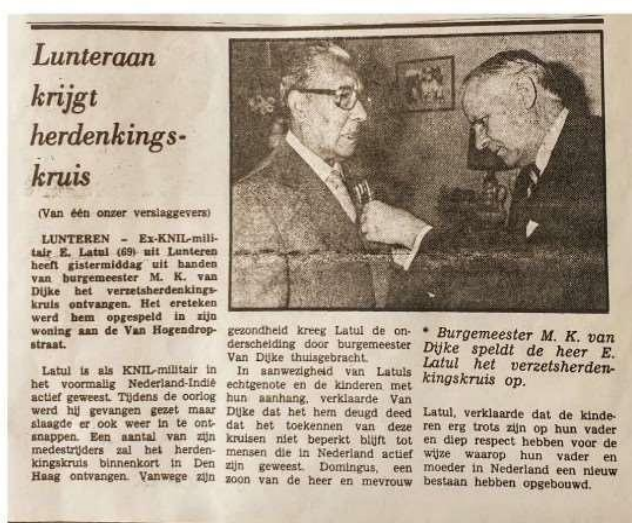 Lunteraan
krijgt
herdenkings-
kruis
(Van één onzer verslaggevers)
LUNTEREN – Ex-KNIL-mili-
tair E. Latul (69) uit Lunteren
heeft gistermiddag uit handen
van burgemeester M. K. van
Dijke het verzetsherdenkings-
kruis ontvangen. Het ereteken
werd hem opgespeld in zijn
woning aan de Van Hogendrop-
straat.
Latul is als KNIL-militair in
het voormalig Nederland-Indië
actief geweest. Tijdens de oorlog
werd hij gevangen gezet maar
slaagde er ook weer in te ont-
snappen. Een aantal van zijn
medestrijders zal het herden-
kingskruis binnenkort in Den
Haag ontvangen. Vanwege zijn
gezondheid kreeg Latul de on-
derscheiding door burgemeester
Van Dijke thuisgebracht.
In aanwezigheid van Latuls
echtgenote en de kinderen met
hun aanhang, verklaarde Van
Dijke dat het hem deugd deed
dat het toekennen van deze
kruisen niet beperkt blijft tot
mensen die in Nederland actief
zijn geweest. Domingus, een
zoon van de heer en mevrouw
* Burgemeester M. K. van
Dijke speldt de heer E.
Latul het verzetsherden-
kingskruis op.
Latul, verklaarde dat de kinde-
ren erg trots zijn op hun vader
en diep respect hebben voor de
wijze waarop hun vader en
moeder in Nederland een nieuw
bestaan hebben opgebouwd.